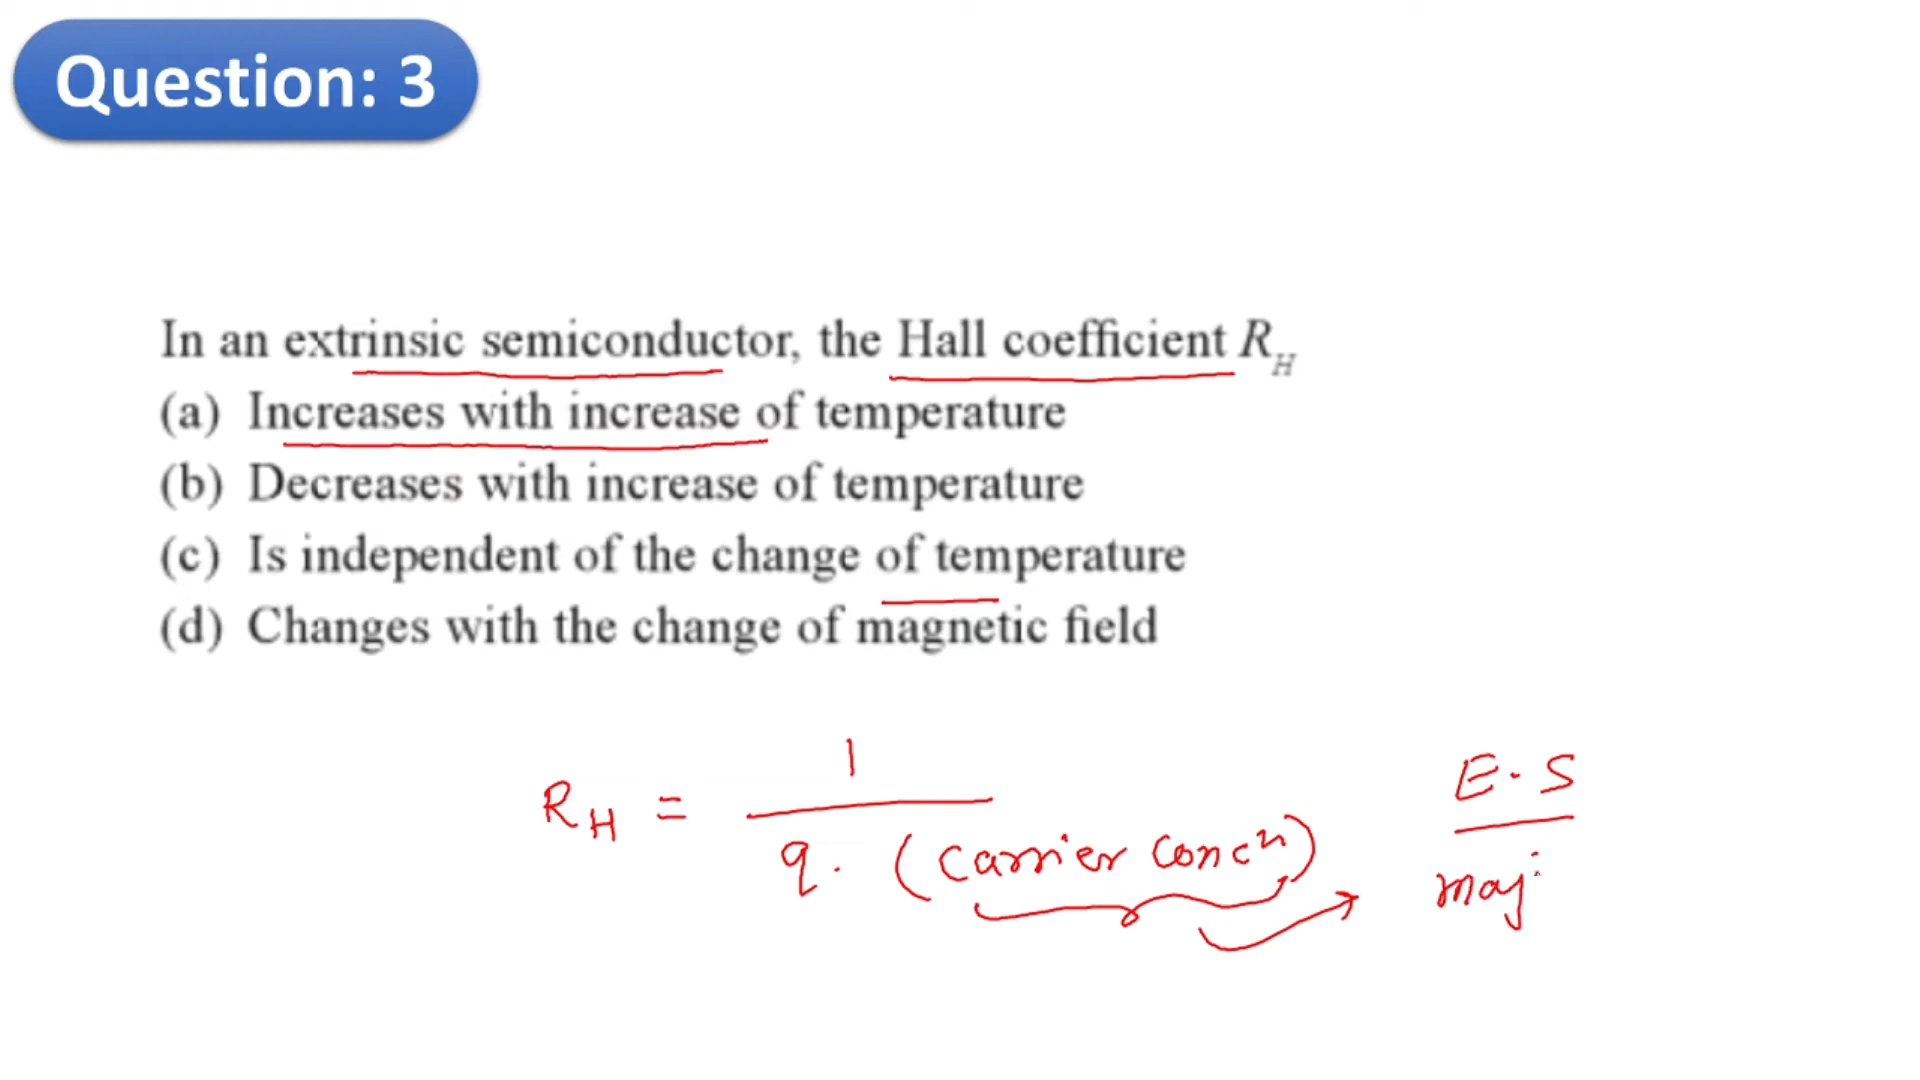 Question: 3
In an extrinsic semiconductor, the Hall coefficient R_H
(a) Increases with increase of temperature
(b) Decreases with increase of temperature
(c) Is independent of the change of temperature
(d) Changes with the change of magnetic field
R_H = 1 / q. (Carrier Concⁿ)
E.S
maj